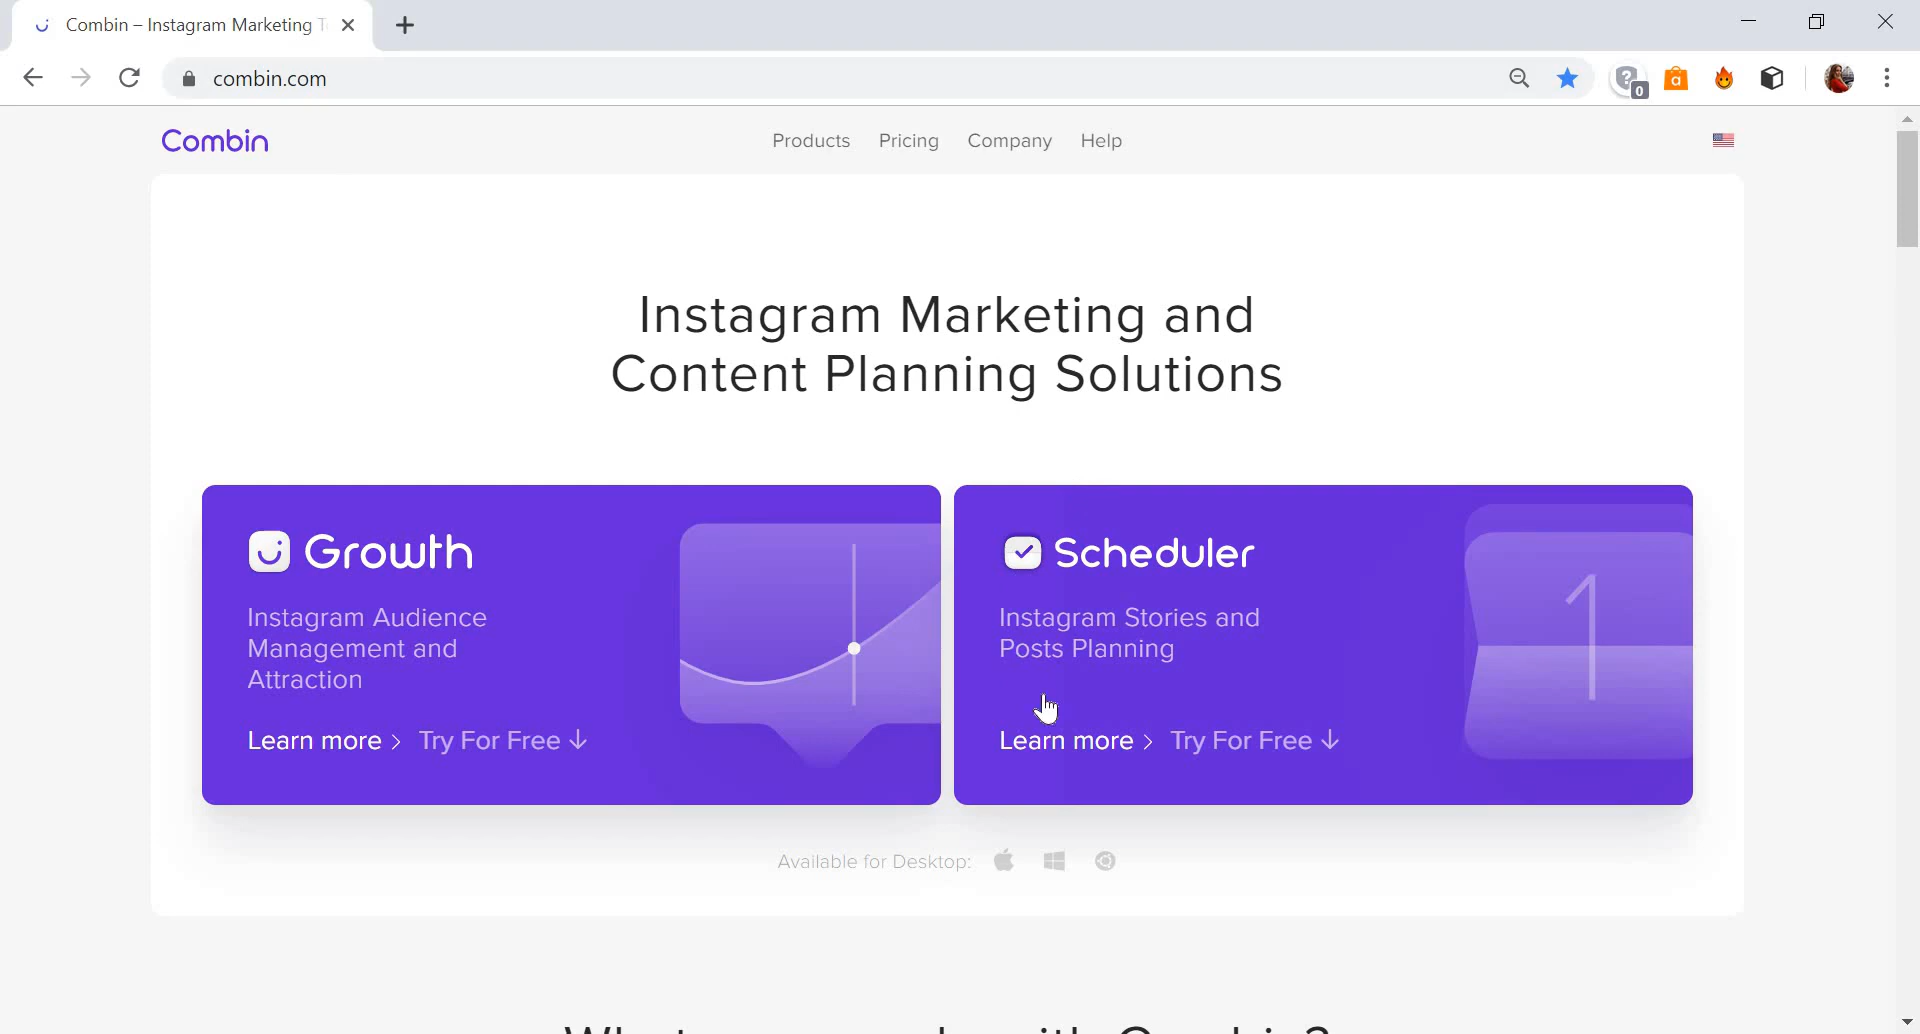 Combin – Instagram Marketing T
combin.com
0
Combin
Products Pricing Company Help
Instagram Marketing and
Content Planning Solutions
Growth
Instagram Audience
Management and
Attraction
Learn more > Try For Free ↓
Scheduler
Instagram Stories and
Posts Planning
Learn more > Try For Free ↓
1
Available for Desktop: